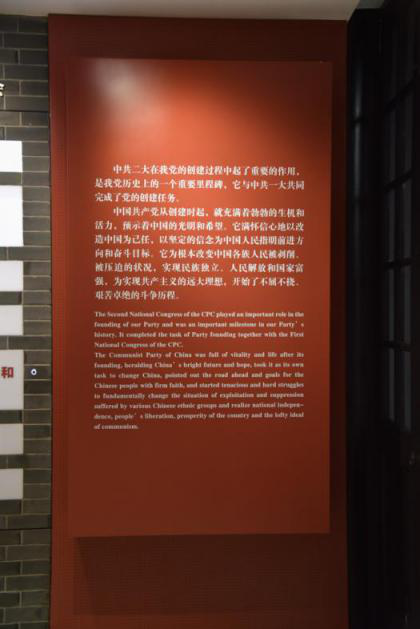 中共二大在我党的创建过程中起了重要的作用，
是我党历史上的一个重要里程碑，它与中共一大共同
完成了党的创建任务。
中国共产党从创建时起，就充满着勃勃的生机和
活力，预示着中国的光明和希望。它满怀信心地以改
造中国为己任，以坚定的信念为中国人民指明前进方
向和奋斗目标。它为根本改变中国各族人民被剥削、
被压迫的状况，实现民族独立、人民解放和国家富
强，为实现共产主义的远大理想，开始了不屈不挠、
艰苦卓绝的斗争历程。
The Second National Congress of the CPC played an important role in the
founding of our Party and was an important milestone in our Party's
history. It completed the task of Party founding together with the First
National Congress of the CPC.
The Communist Party of China was full of vitality and life after its
founding, heralding China's bright future and hope, took it as its own
task to change China, pointed out the road ahead and goals for the
Chinese people with firm faith, and started tenacious and hard struggles
to fundamentally change the situation of exploitation and suppression
suffered by various Chinese ethnic groups and realize national indepen-
dence, people's liberation, prosperity of the country and the lofty ideal
of communism.
和